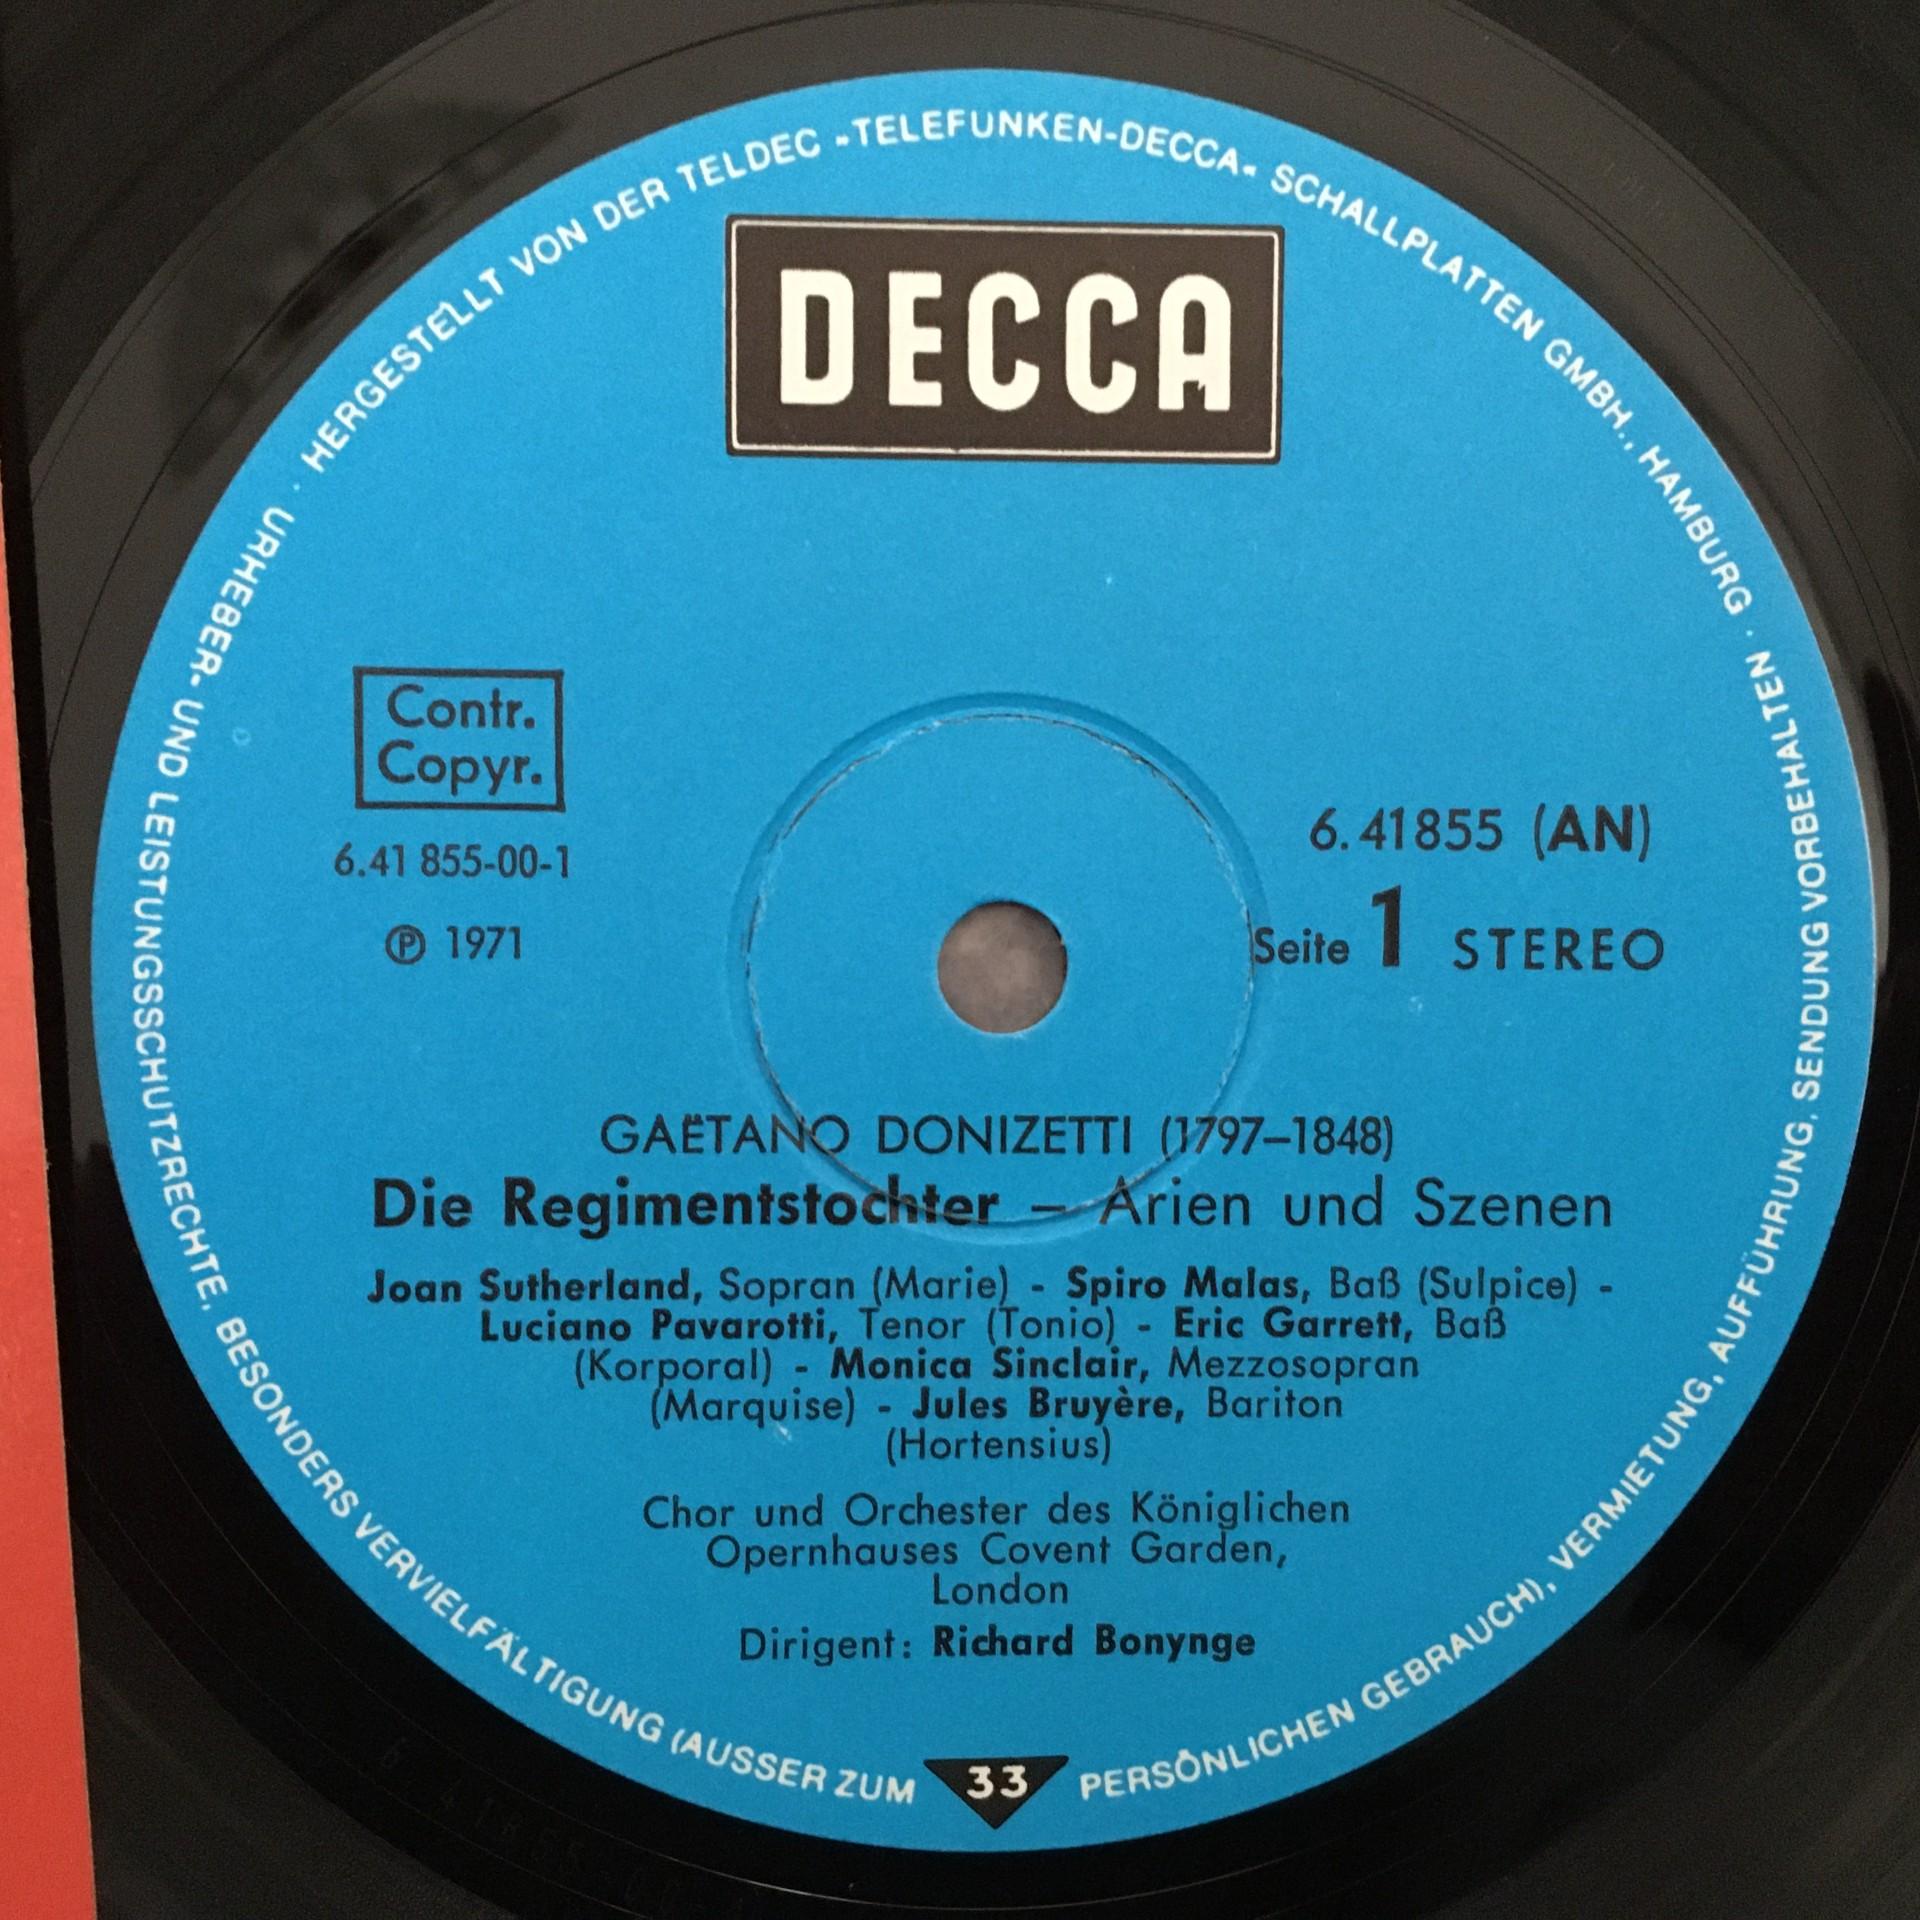 HERGESTELLT VON DER TELDEC »TELEFUNKEN-DECCA« SCHALLPLATTEN GMBH., HAMBURG · URHEBER- UND LEISTUNGSSCHUTZRECHTE, BESONDERS VERVIELFÄLTIGUNG (AUSSER ZUM PERSÖNLICHEN GEBRAUCH), VERMIETUNG, AUFFÜHRUNG, SENDUNG VORBEHALTEN ·
DECCA
Contr.
Copyr.
6.41 855-00-1
Ⓟ 1971
6.41855 (AN)
Seite 1 STEREO
GAËTANO DONIZETTI (1797–1848)
Die Regimentstochter – Arien und Szenen
Joan Sutherland, Sopran (Marie) - Spiro Malas, Baß (Sulpice) -
Luciano Pavarotti, Tenor (Tonio) - Eric Garrett, Baß
(Korporal) - Monica Sinclair, Mezzosopran
(Marquise) - Jules Bruyère, Bariton
(Hortensius)
Chor und Orchester des Königlichen
Opernhauses Covent Garden,
London
Dirigent: Richard Bonynge
33